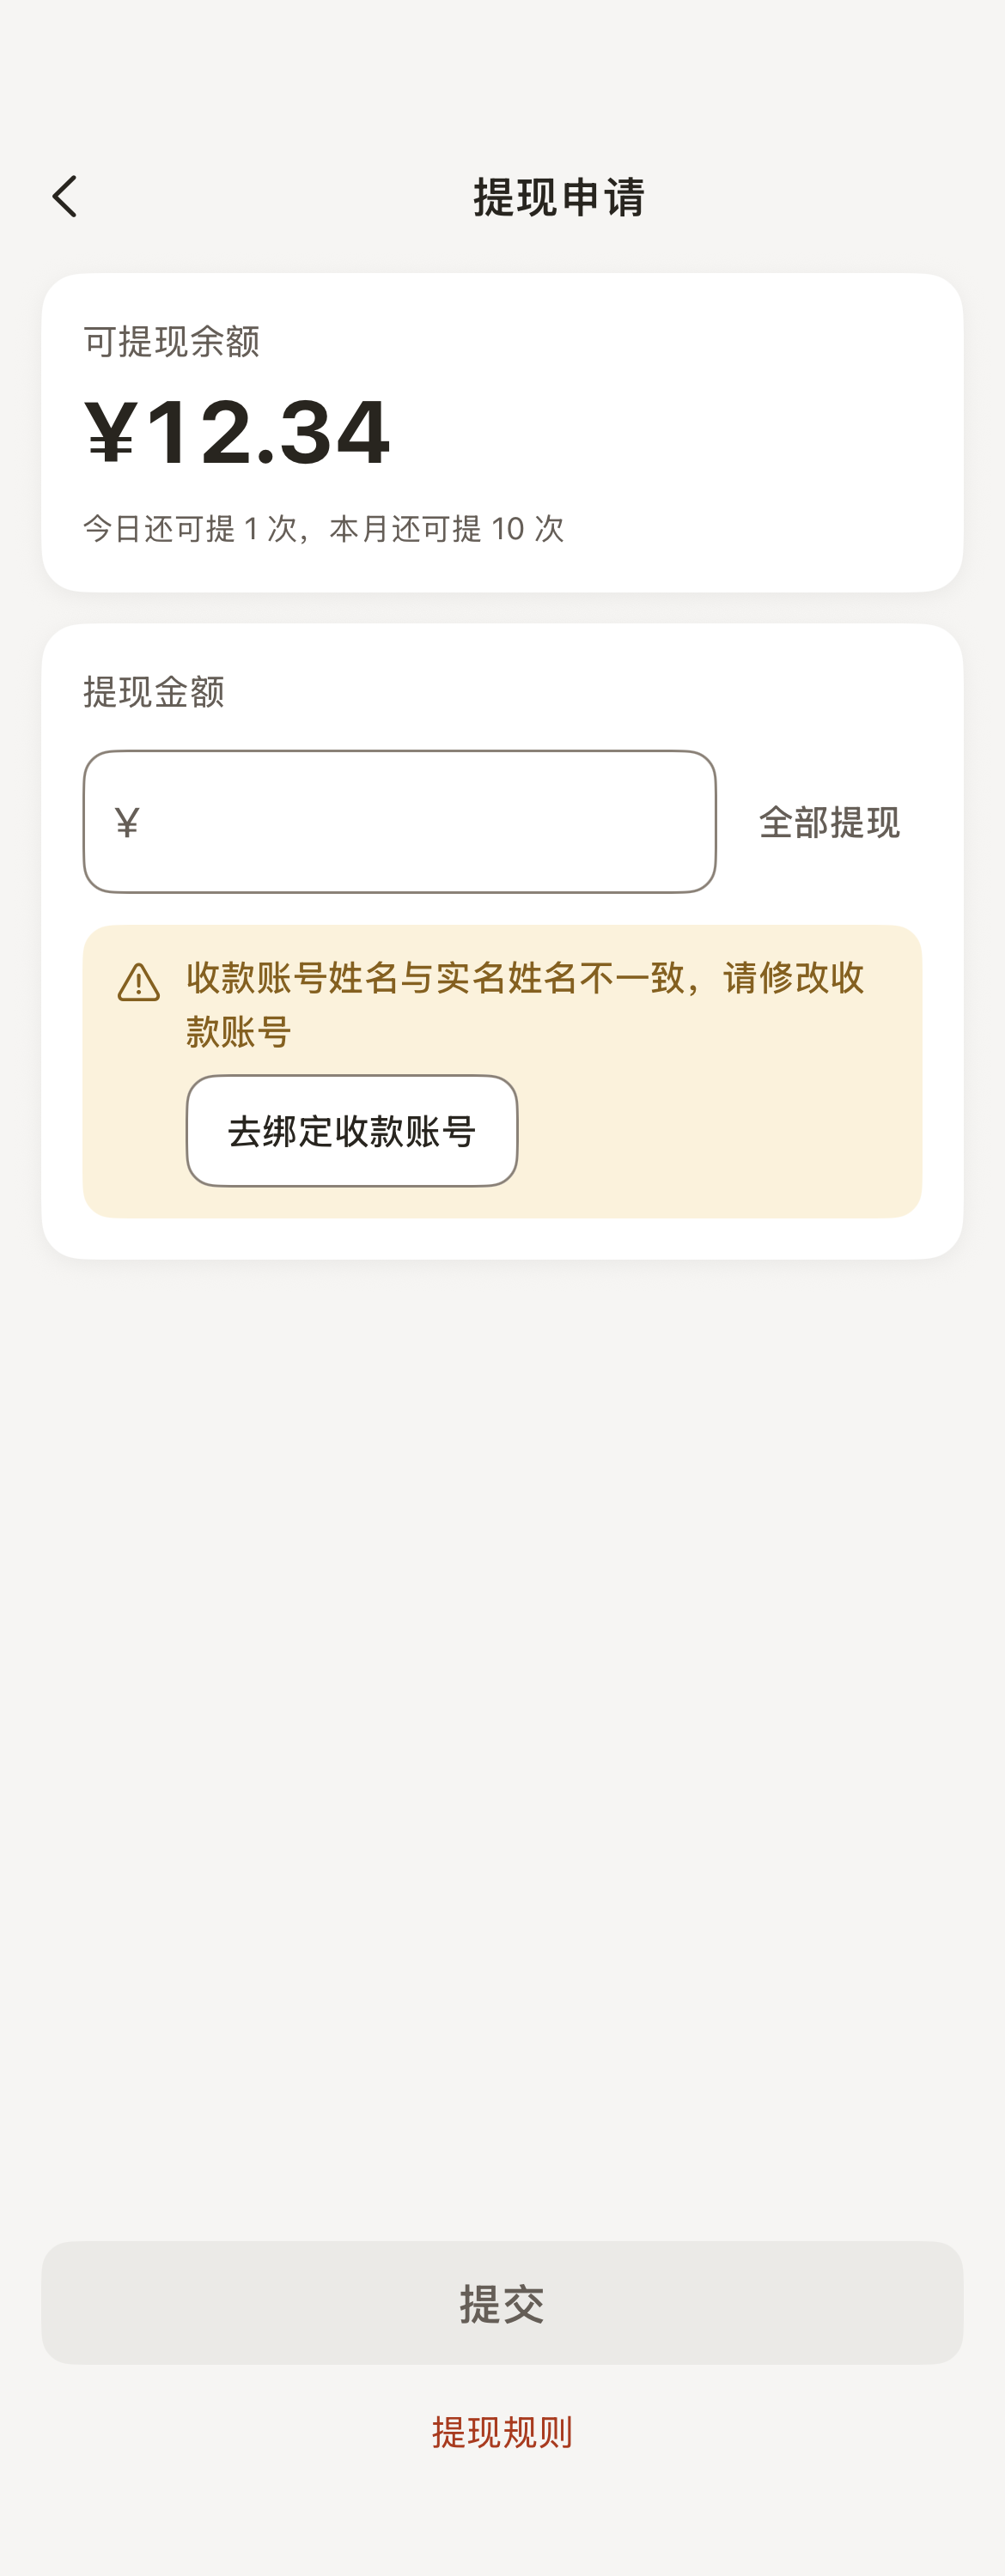 提现申请
可提现余额
¥12.34
今日还可提 1 次，本月还可提 10 次
提现金额
¥
全部提现
收款账号姓名与实名姓名不一致，请修改收
款账号
去绑定收款账号
提交
提现规则